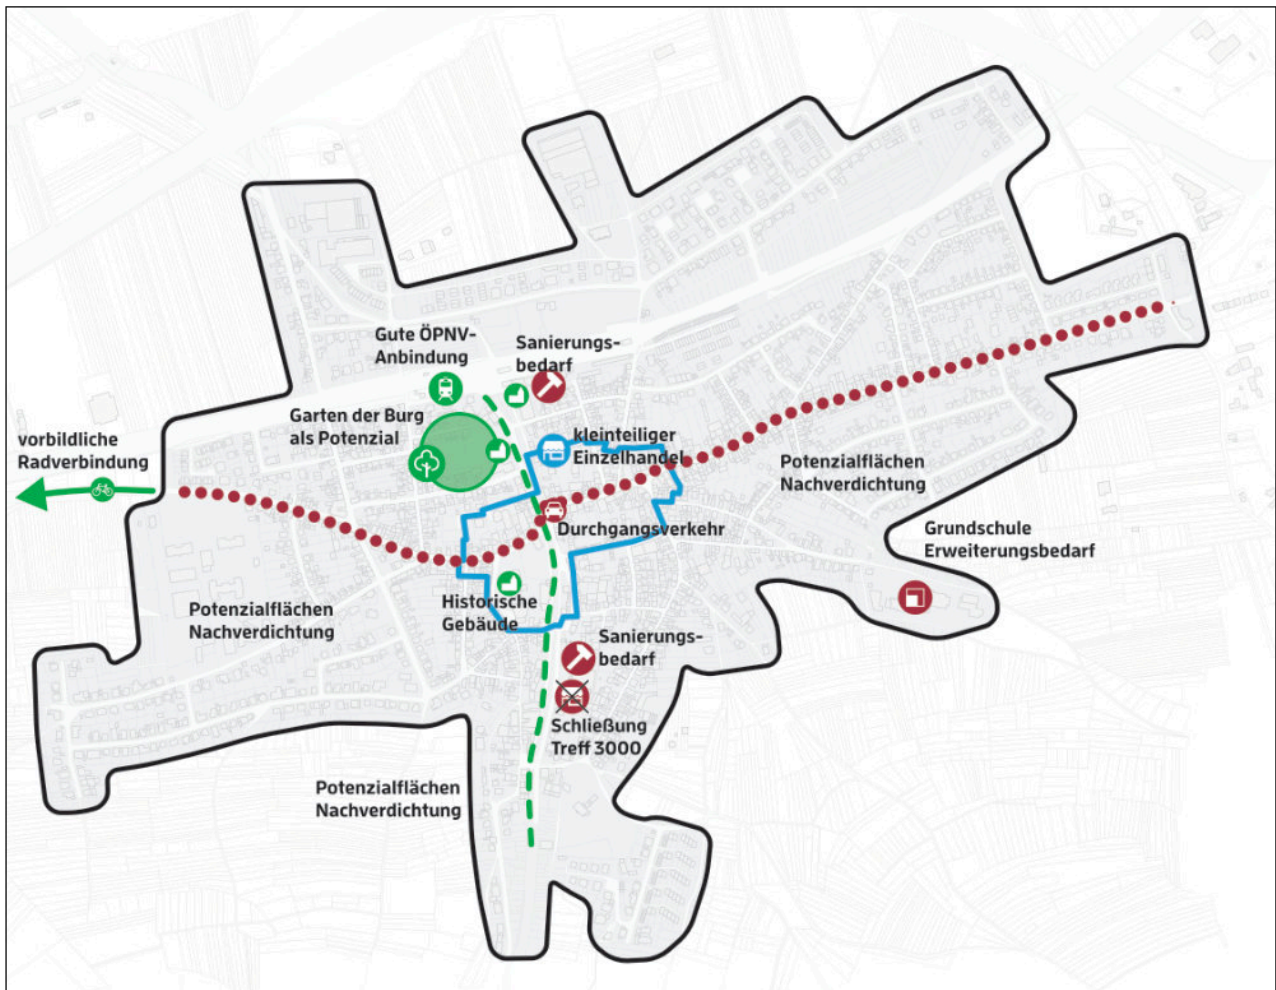 Gute ÖPNV-
Anbindung
Sanierungs-
bedarf
Garten der Burg
als Potenzial
vorbildliche
Radverbindung
kleinteiliger
Einzelhandel
Potenzialflächen
Nachverdichtung
Durchgangsverkehr
Grundschule
Erweiterungsbedarf
Historische
Gebäude
Potenzialflächen
Nachverdichtung
Sanierungs-
bedarf
Schließung
Treff 3000
Potenzialflächen
Nachverdichtung